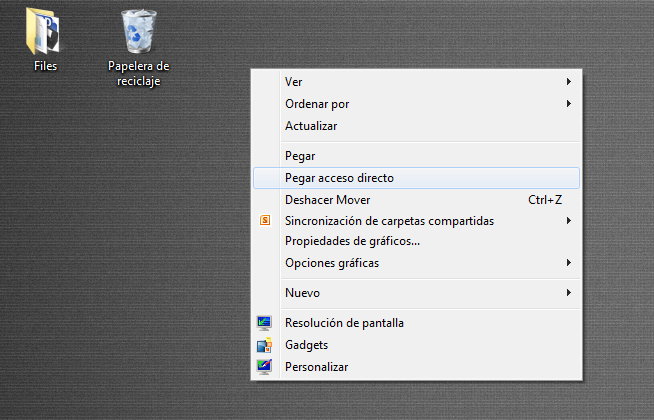 Files
Papelera de
reciclaje
Ver
Ordenar por
Actualizar
Pegar
Pegar acceso directo
Deshacer Mover Ctrl+Z
Sincronización de carpetas compartidas
Propiedades de gráficos...
Opciones gráficas
Nuevo
Resolución de pantalla
Gadgets
Personalizar